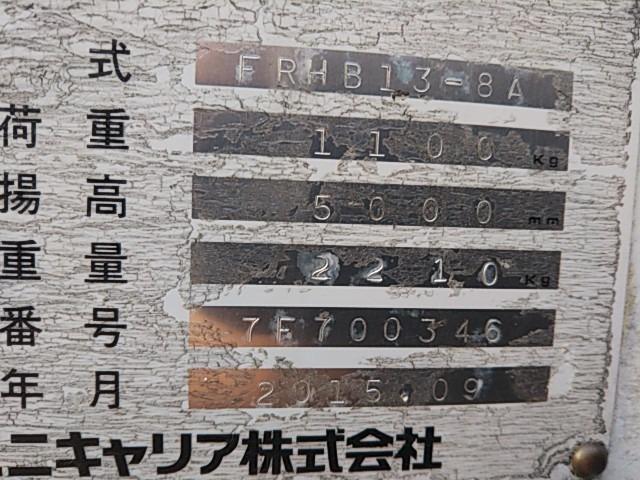 式 FRHB13-8A
荷重 1100 Kg
揚高 5000 mm
重量 2210 Kg
番号 7F700346
年月 2015.09
ニキャリア株式会社